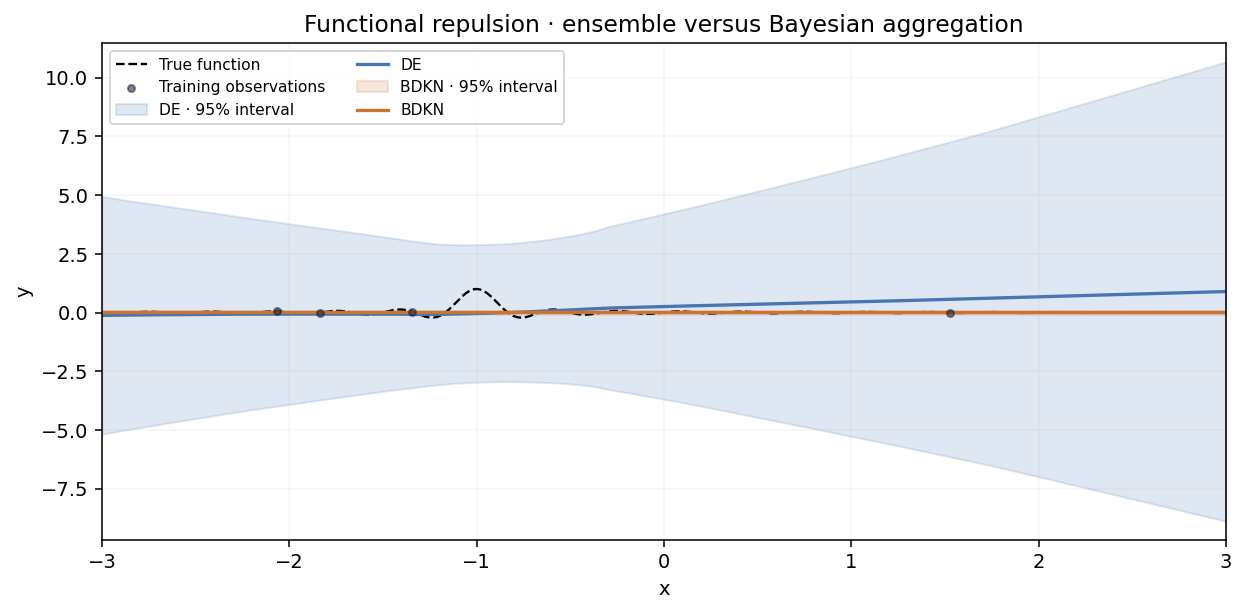 Functional repulsion · ensemble versus Bayesian aggregation
True function
Training observations
DE · 95% interval
DE
BDKN · 95% interval
BDKN
10.0
7.5
5.0
2.5
0.0
−2.5
−5.0
−7.5
y
−3
−2
−1
0
1
2
3
x